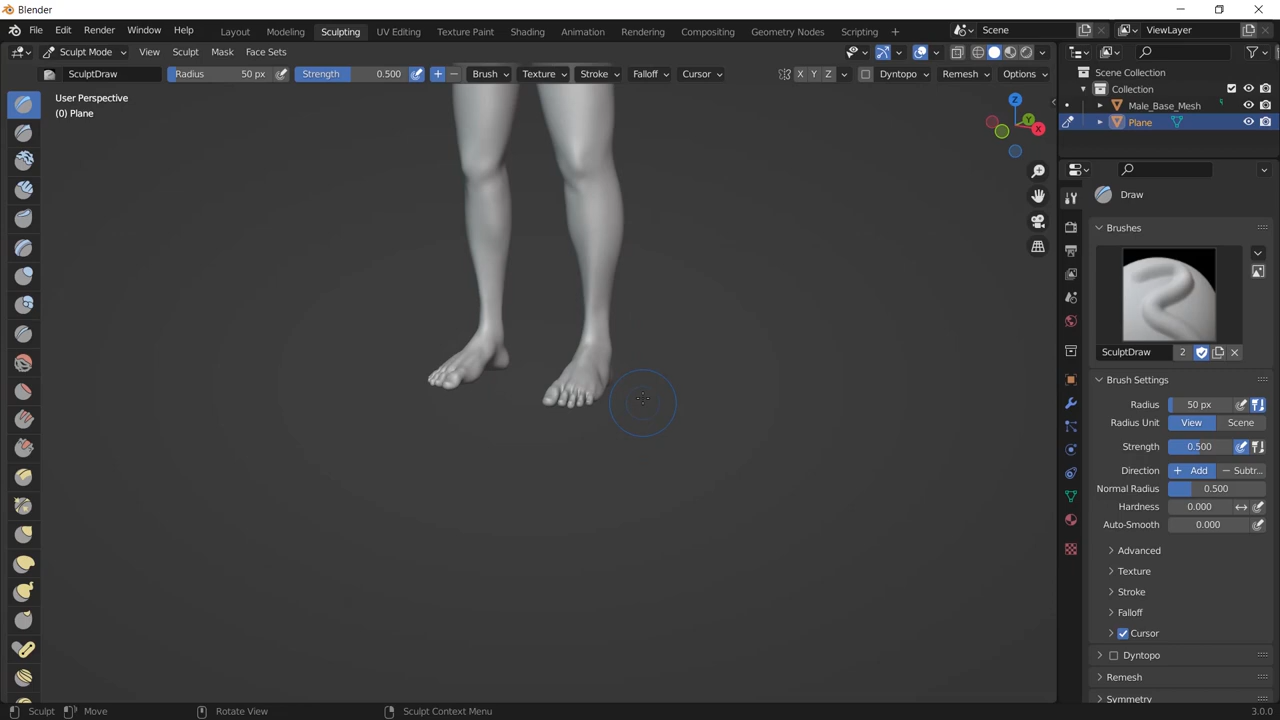 Blender
File Edit Render Window Help Layout Modeling Sculpting UV Editing Texture Paint Shading Animation Rendering Compositing Geometry Nodes Scripting + Scene ViewLayer
Sculpt Mode View Sculpt Mask Face Sets
SculptDraw Radius 50 px Strength 0.500 + − Brush Texture Stroke Falloff Cursor X Y Z Dyntopo Remesh Options
User Perspective
(0) Plane
Z
Y
X
Scene Collection
Collection
Male_Base_Mesh
Plane
Draw
Brushes
SculptDraw 2
Brush Settings
Radius 50 px
Radius Unit View Scene
Strength 0.500
Direction + Add − Subtr...
Normal Radius 0.500
Hardness 0.000
Auto-Smooth 0.000
Advanced
Texture
Stroke
Falloff
Cursor
Dyntopo
Remesh
Symmetry
Sculpt Move Rotate View Sculpt Context Menu 3.0.0